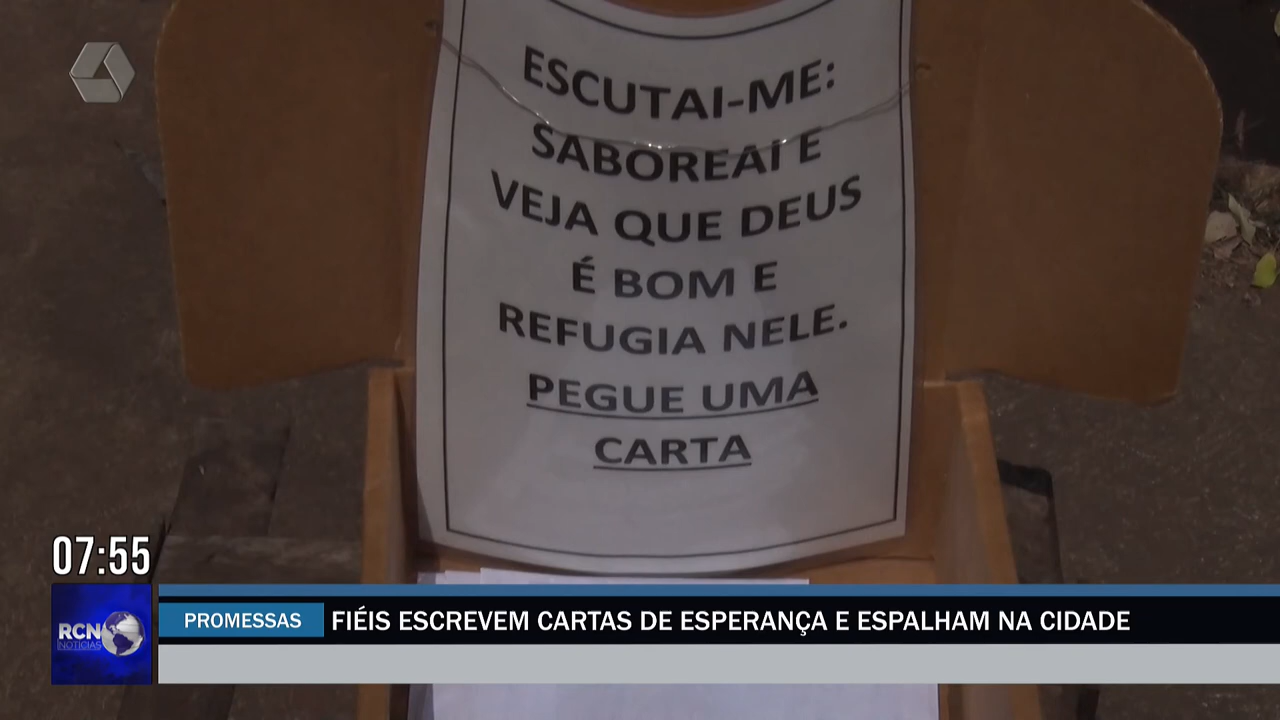 ESCUTAI-ME:
SABOREAI E
VEJA QUE DEUS
É BOM E
REFUGIA NELE.
PEGUE UMA
CARTA
07:55
RCN
NOTÍCIAS
PROMESSAS
FIÉIS ESCREVEM CARTAS DE ESPERANÇA E ESPALHAM NA CIDADE